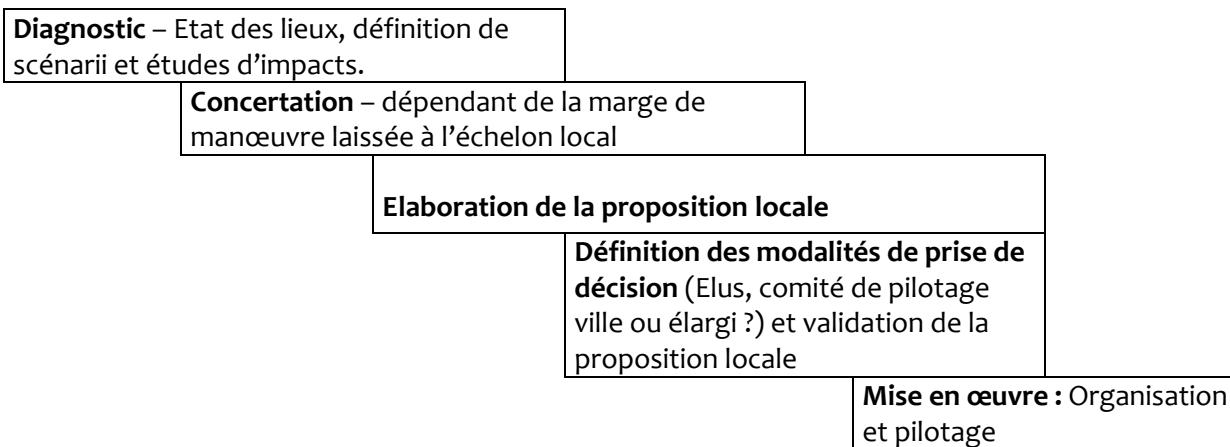 Diagnostic – Etat des lieux, définition de
scénarii et études d’impacts.
Concertation – dépendant de la marge de
manœuvre laissée à l’échelon local
Elaboration de la proposition locale
Définition des modalités de prise de
décision (Elus, comité de pilotage
ville ou élargi ?) et validation de la
proposition locale
Mise en œuvre : Organisation
et pilotage